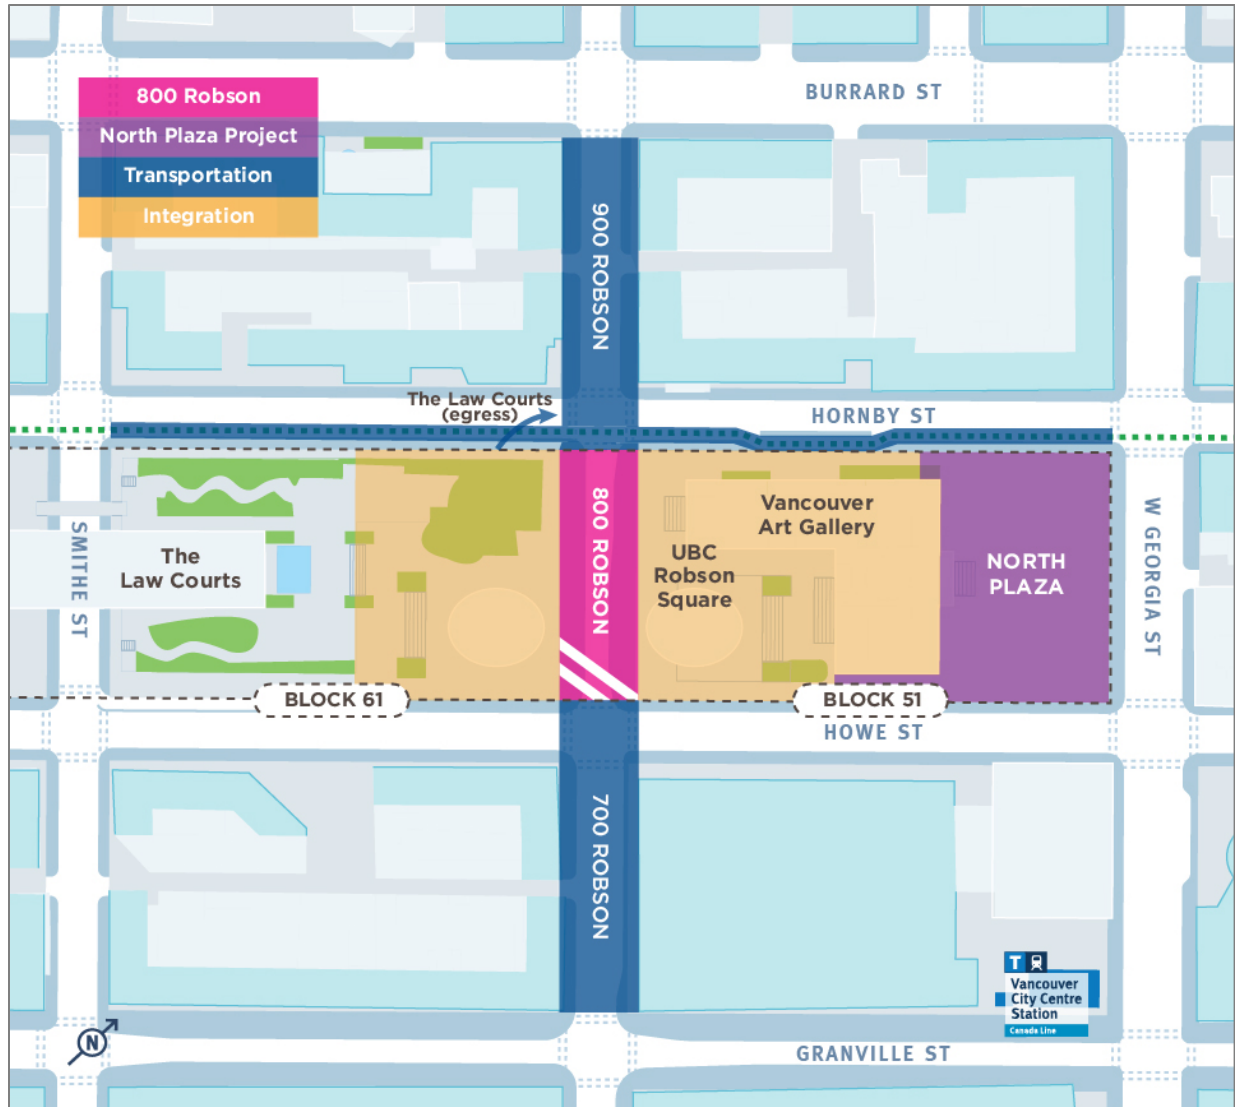 BURRARD ST
800 Robson
North Plaza Project
Transportation
Integration
900 ROBSON
The Law Courts
(egress)
HORNBY ST
SMITHE ST
The
Law Courts
800 ROBSON
UBC
Robson
Square
Vancouver
Art Gallery
NORTH
PLAZA
W GEORGIA ST
BLOCK 61
BLOCK 51
HOWE ST
700 ROBSON
T
Vancouver
City Centre
Station
Canada Line
N
GRANVILLE ST